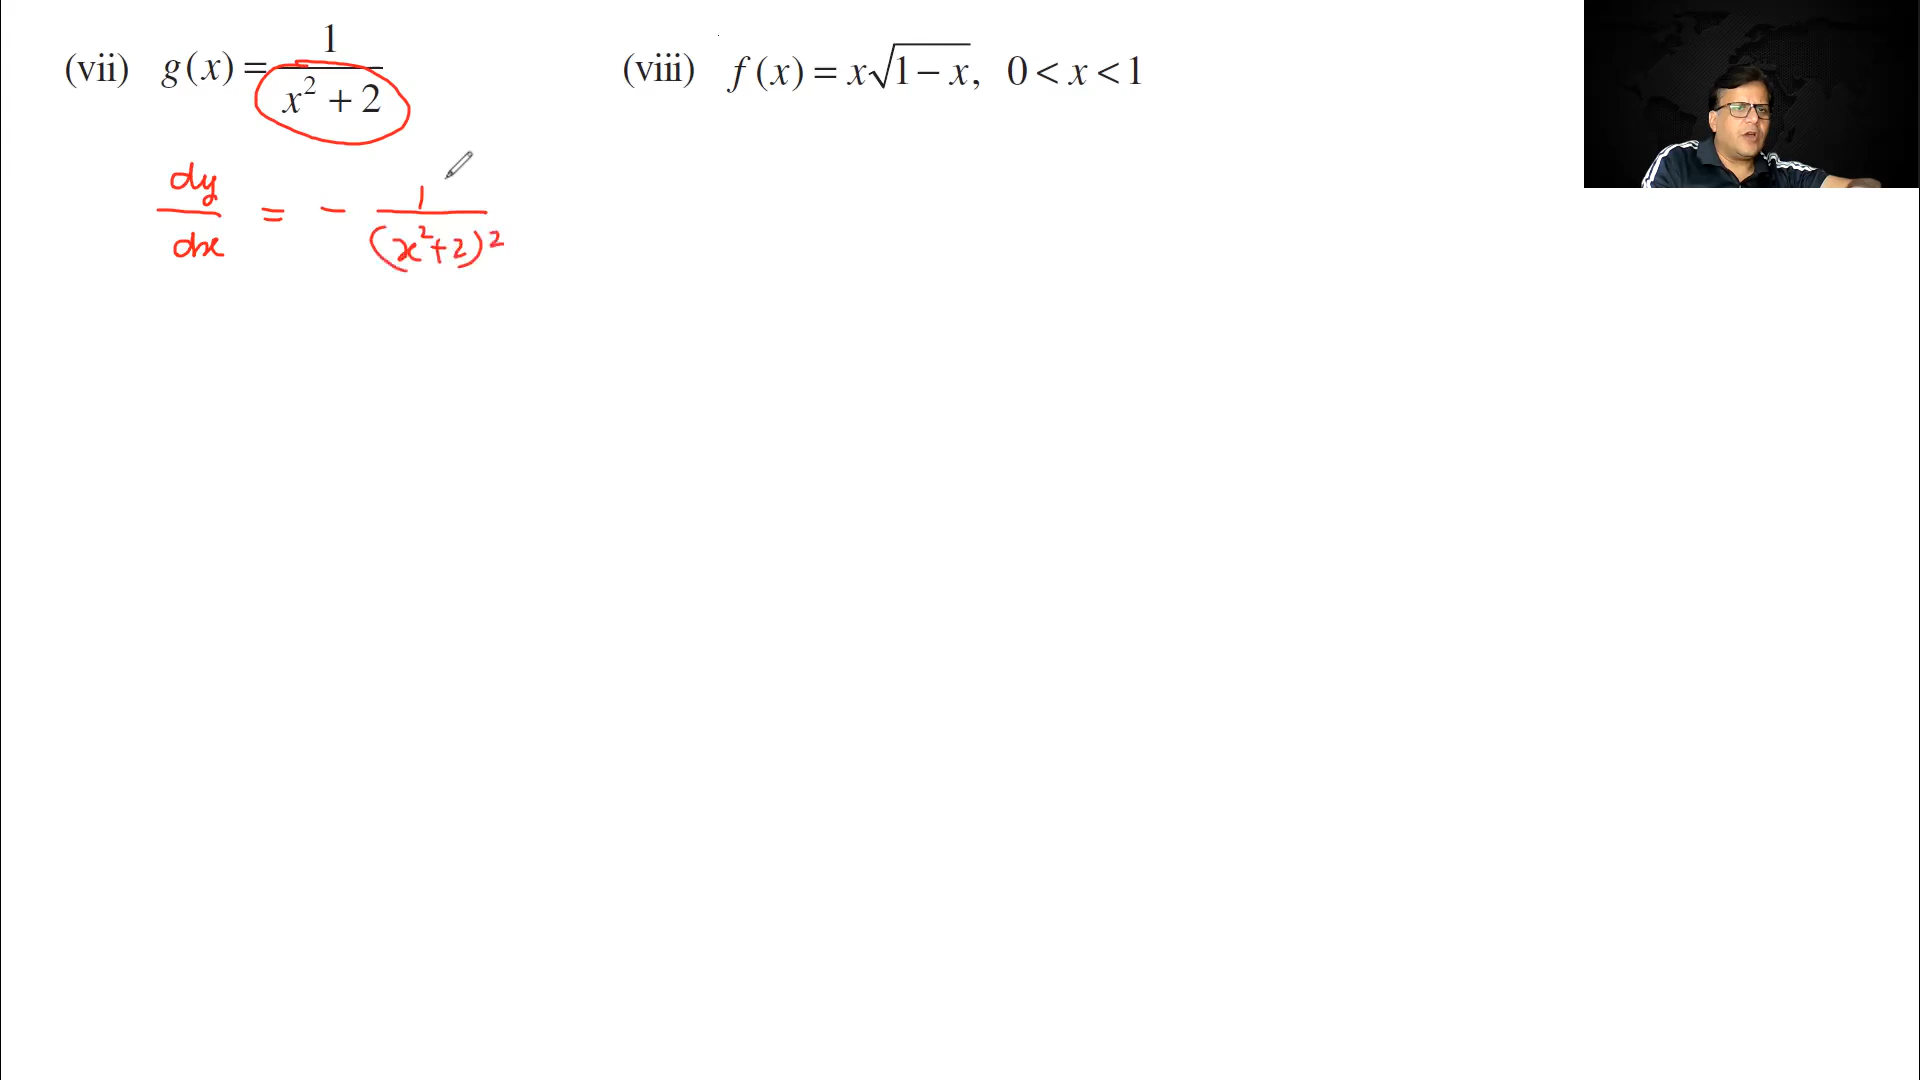 (vii) g(x) = 1/(x² + 2)
(viii) f(x) = x√(1 − x), 0 < x < 1
dy/dx = − 1/(x²+2)²